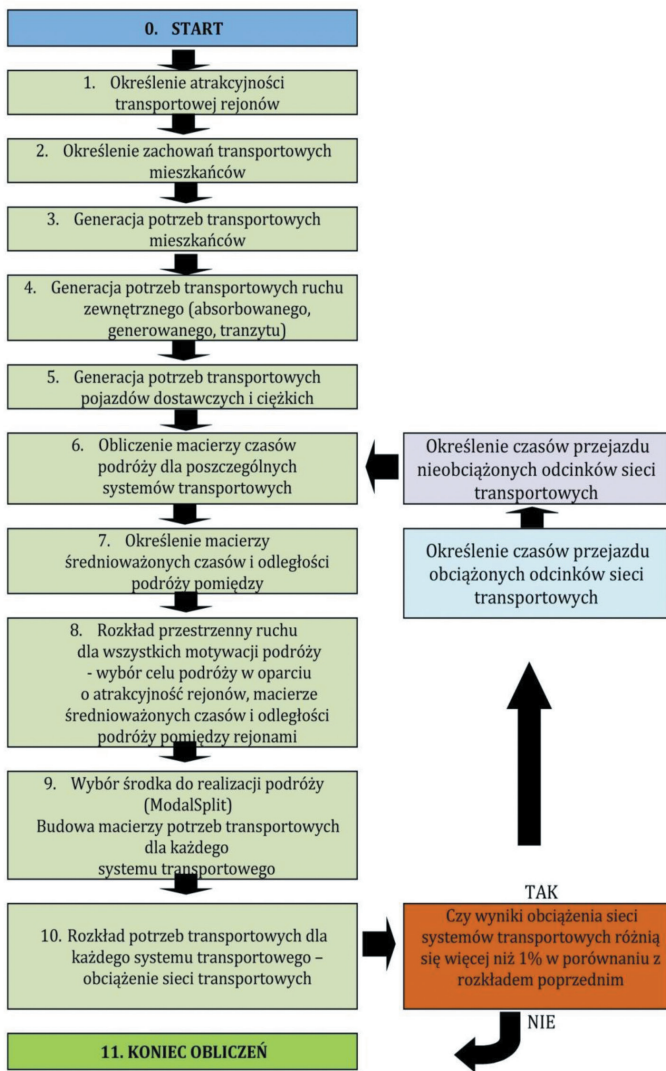 0. START
1. Określenie atrakcyjności
transportowej rejonów
2. Określenie zachowań transportowych
mieszkańców
3. Generacja potrzeb transportowych
mieszkańców
4. Generacja potrzeb transportowych ruchu
zewnętrznego (absorbowanego,
generowanego, tranzytu)
5. Generacja potrzeb transportowych
pojazdów dostawczych i ciężkich
6. Obliczenie macierzy czasów
podróży dla poszczególnych
systemów transportowych
Określenie czasów przejazdu
nieobciążonych odcinków sieci
transportowych
7. Określenie macierzy
średnioważonych czasów i odległości
podróży pomiędzy
Określenie czasów przejazdu
obciążonych odcinków sieci
transportowych
8. Rozkład przestrzenny ruchu
dla wszystkich motywacji podróży
- wybór celu podróży w oparciu
o atrakcyjność rejonów, macierze
średnioważonych czasów i odległości
podróży pomiędzy rejonami
9. Wybór środka do realizacji podróży
(ModalSplit)
Budowa macierzy potrzeb transportowych
dla każdego
systemu transportowego
TAK
10. Rozkład potrzeb transportowych dla
każdego systemu transportowego –
obciążenie sieci transportowych
Czy wyniki obciążenia sieci
systemów transportowych różnią
się więcej niż 1% w porównaniu z
rozkładem poprzednim
NIE
11. KONIEC OBLICZEŃ